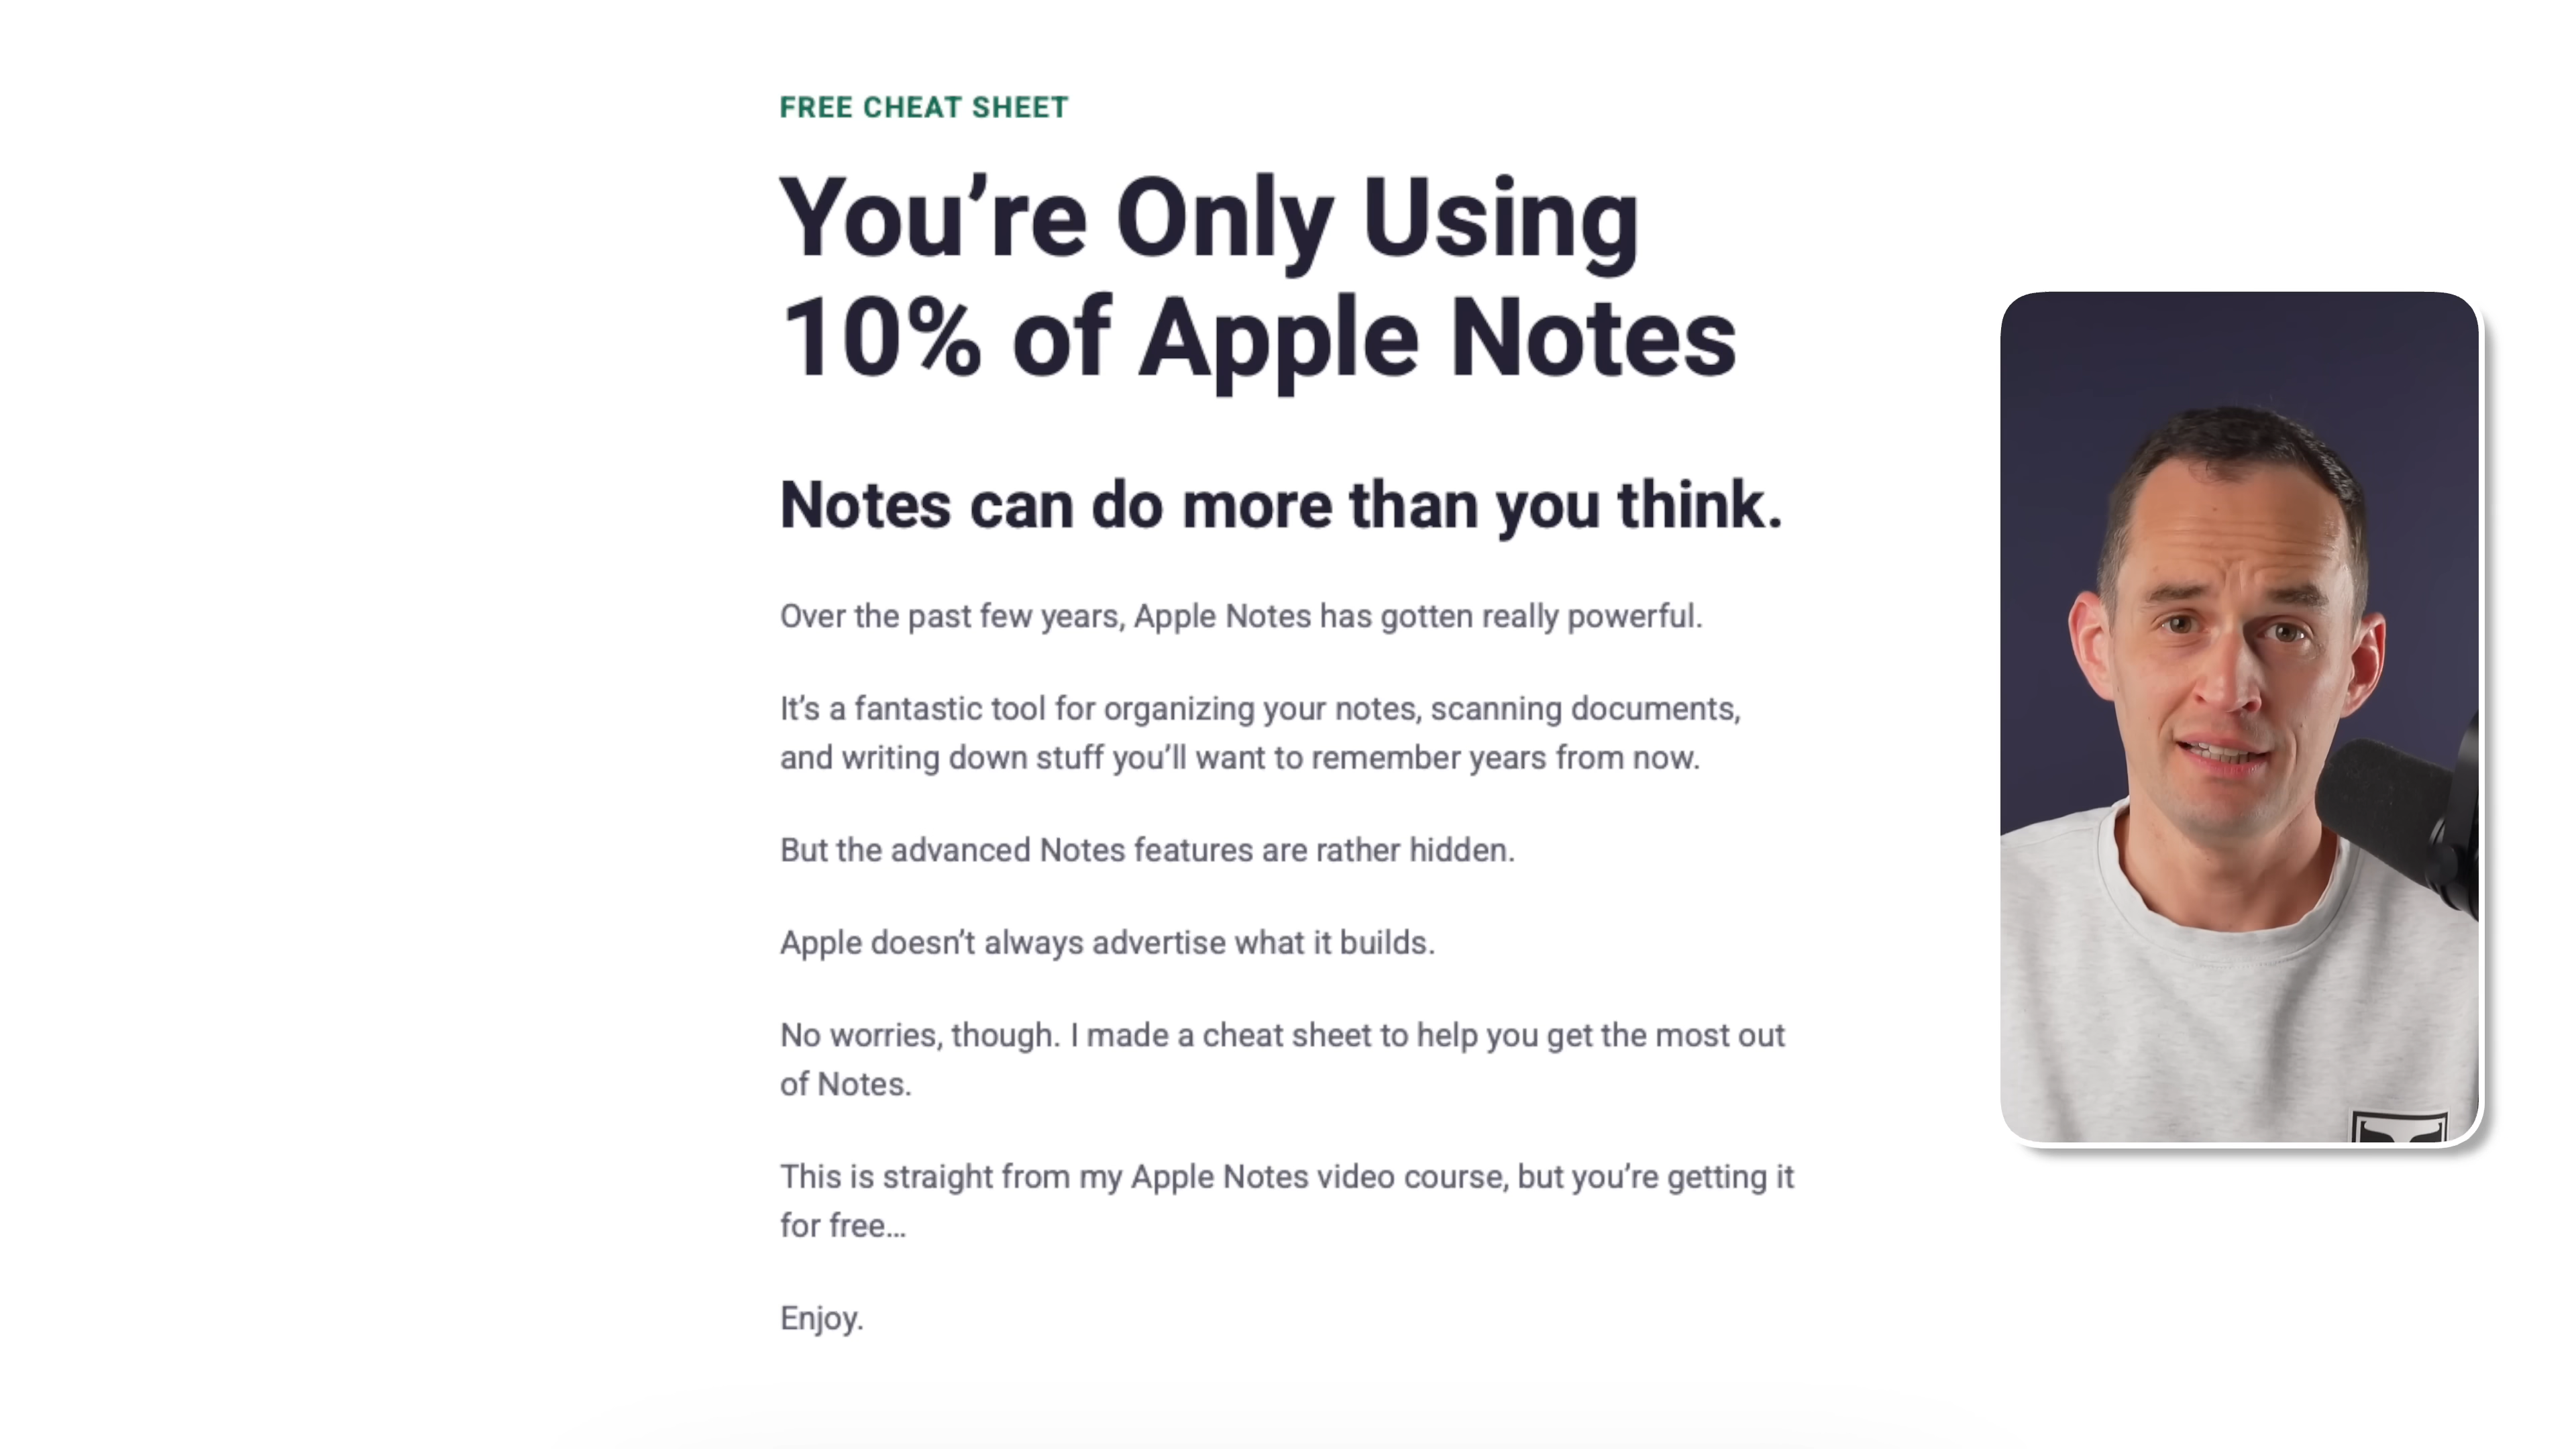 FREE CHEAT SHEET
You’re Only Using
10% of Apple Notes
Notes can do more than you think.
Over the past few years, Apple Notes has gotten really powerful.
It’s a fantastic tool for organizing your notes, scanning documents,
and writing down stuff you’ll want to remember years from now.
But the advanced Notes features are rather hidden.
Apple doesn’t always advertise what it builds.
No worries, though. I made a cheat sheet to help you get the most out
of Notes.
This is straight from my Apple Notes video course, but you’re getting it
for free…
Enjoy.